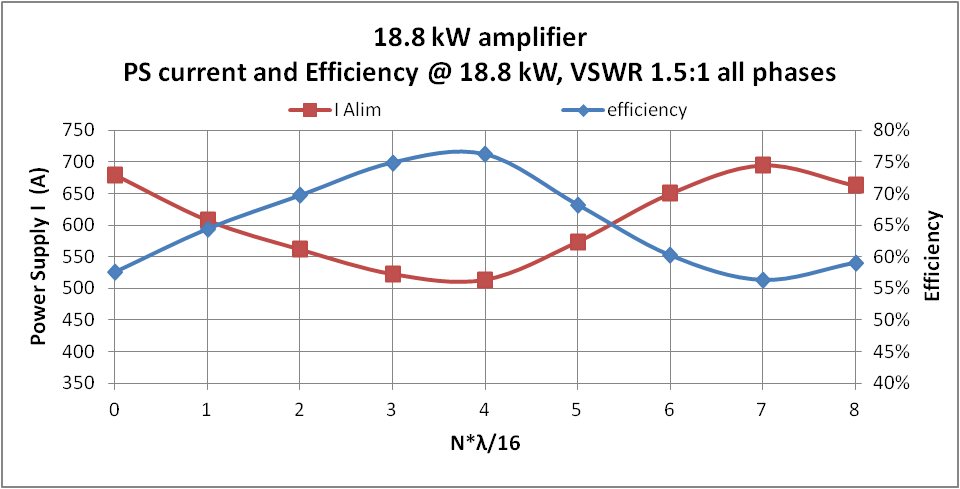 18.8 kW amplifier
PS current and Efficiency @ 18.8 kW, VSWR 1.5:1 all phases
I Alim efficiency
750 80%
700 75%
650 70%
600 65%
550 60%
500 55%
450 50%
400 45%
350 40%
Power Supply I (A)
Efficiency
0 1 2 3 4 5 6 7 8
N*λ/16